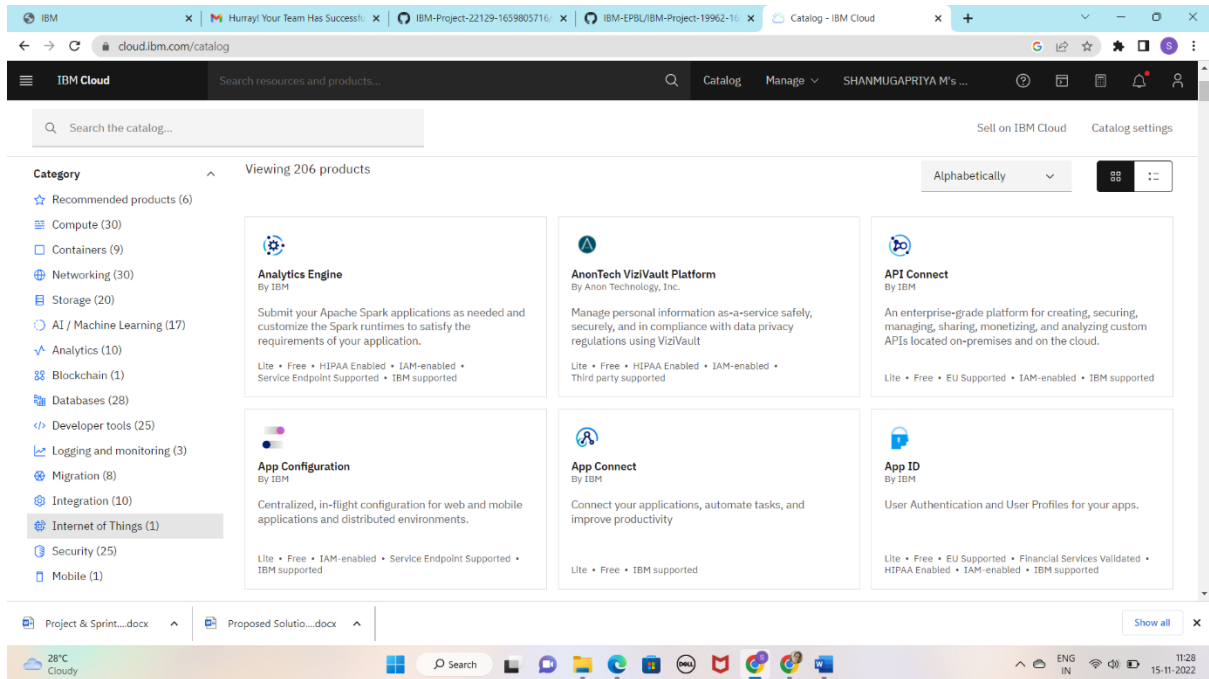 IBM
Hurray! Your Team Has Successfu
IBM-Project-22129-1659805716/
IBM-EPBL/IBM-Project-19962-16
Catalog - IBM Cloud
cloud.ibm.com/catalog
S
IBM Cloud
Search resources and products...
Catalog
Manage
SHANMUGAPRIYA M's ...
Search the catalog...
Sell on IBM Cloud
Catalog settings
Category
Viewing 206 products
Alphabetically
Recommended products (6)
Compute (30)
Containers (9)
Networking (30)
Storage (20)
AI / Machine Learning (17)
Analytics (10)
Blockchain (1)
Databases (28)
Developer tools (25)
Logging and monitoring (3)
Migration (8)
Integration (10)
Internet of Things (1)
Security (25)
Mobile (1)
Analytics Engine
By IBM
Submit your Apache Spark applications as needed and
customize the Spark runtimes to satisfy the
requirements of your application.
Lite • Free • HIPAA Enabled • IAM-enabled •
Service Endpoint Supported • IBM supported
AnonTech ViziVault Platform
By Anon Technology, Inc.
Manage personal information as-a-service safely,
securely, and in compliance with data privacy
regulations using ViziVault
Lite • Free • HIPAA Enabled • IAM-enabled •
Third party supported
API Connect
By IBM
An enterprise-grade platform for creating, securing,
managing, sharing, monetizing, and analyzing custom
APIs located on-premises and on the cloud.
Lite • Free • EU Supported • IAM-enabled • IBM supported
App Configuration
By IBM
Centralized, in-flight configuration for web and mobile
applications and distributed environments.
Lite • Free • IAM-enabled • Service Endpoint Supported •
IBM supported
App Connect
By IBM
Connect your applications, automate tasks, and
improve productivity
Lite • Free • IBM supported
App ID
By IBM
User Authentication and User Profiles for your apps.
Lite • Free • EU Supported • Financial Services Validated •
HIPAA Enabled • IAM-enabled • IBM supported
Project & Sprint....docx
Proposed Solutio....docx
Show all
28°C
Cloudy
Search
DELL
ENG
IN
11:28
15-11-2022